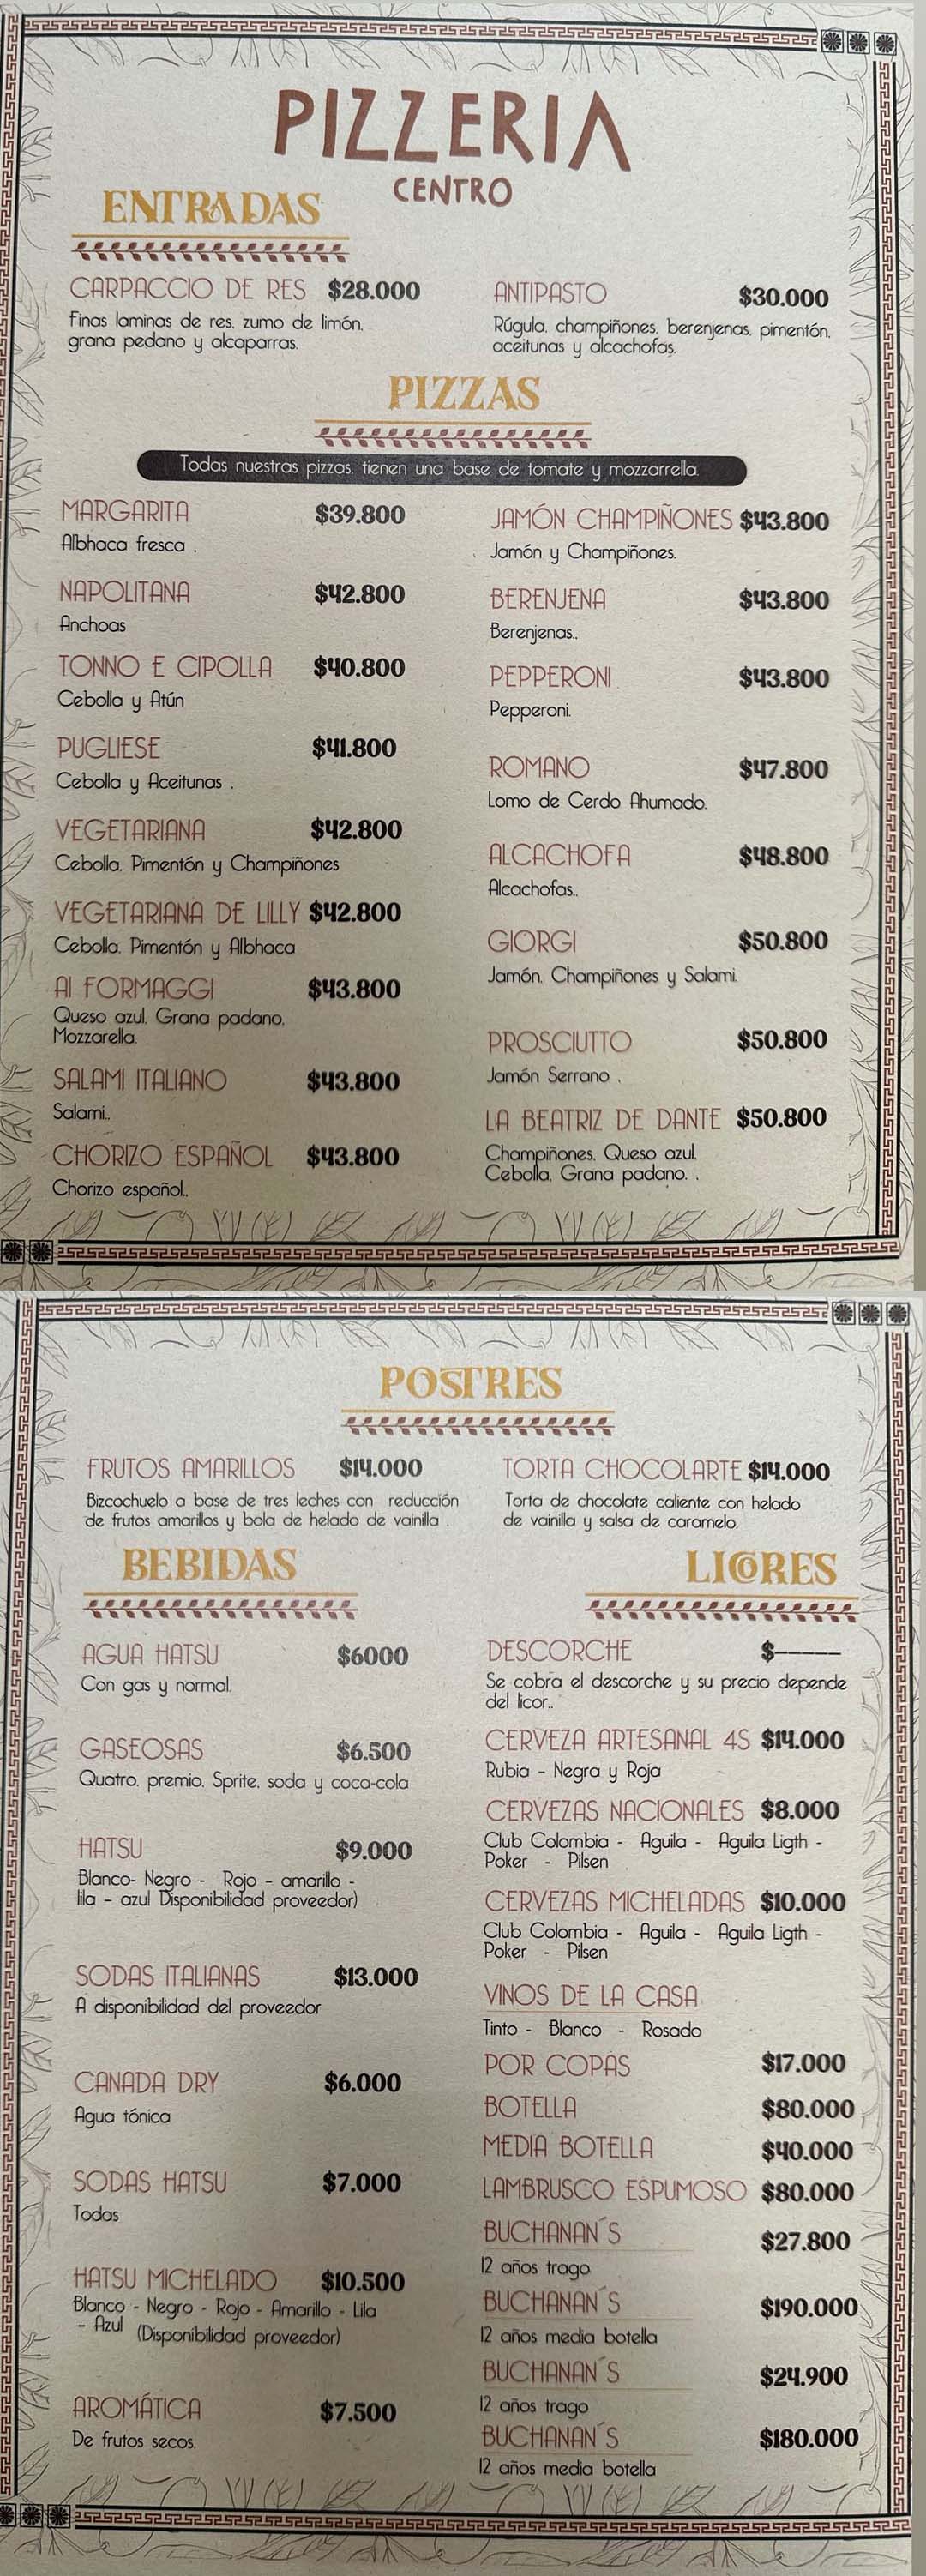 PIZZERIA
CENTRO
ENTRADAS
CARPACCIO DE RES $28.000
Finas laminas de res, zumo de limón,
grana pedano y alcaparras.
ANTIPASTO $30.000
Rúgula, champiñones, berenjenas, pimentón,
aceitunas y alcachofas.
PIZZAS
Todas nuestras pizzas, tienen una base de tomate y mozzarrella.
MARGARITA $39.800
Albhaca fresca .
NAPOLITANA $42.800
Anchoas
TONNO E CIPOLLA $40.800
Cebolla y Atún
PUGLIESE $41.800
Cebolla y Aceitunas .
VEGETARIANA $42.800
Cebolla, Pimentón y Champiñones
VEGETARIANA DE LILLY $42.800
Cebolla, Pimentón y Albhaca
AI FORMAGGI $43.800
Queso azul, Grana padano,
Mozzarella.
SALAMI ITALIANO $43.800
Salami..
CHORIZO ESPAÑOL $43.800
Chorizo español..
JAMÓN CHAMPIÑONES $43.800
Jamón y Champiñones.
BERENJENA $43.800
Berenjenas..
PEPPERONI $43.800
Pepperoni.
ROMANO $47.800
Lomo de Cerdo Ahumado.
ALCACHOFA $48.800
Alcachofas..
GIORGI $50.800
Jamón, Champiñones y Salami.
PROSCIUTTO $50.800
Jamón Serrano .
LA BEATRIZ DE DANTE $50.800
Champiñones, Queso azul,
Cebolla, Grana padano. .
POSTRES
FRUTOS AMARILLOS $14.000
Bizcochuelo a base de tres leches con reducción
de frutos amarillos y bola de helado de vainilla .
TORTA CHOCOLARTE $14.000
Torta de chocolate caliente con helado
de vainilla y salsa de caramelo.
BEBIDAS
AGUA HATSU $6000
Con gas y normal.
GASEOSAS $6.500
Quatro, premio, Sprite, soda y coca-cola
HATSU $9.000
Blanco- Negro - Rojo - amarillo -
lila - azul Disponibilidad proveedor)
SODAS ITALIANAS $13.000
A disponibilidad del proveedor
CANADA DRY $6.000
Agua tónica
SODAS HATSU $7.000
Todas
HATSU MICHELADO $10.500
Blanco - Negro - Rojo - Amarillo - Lila
- Azul (Disponibilidad proveedor)
AROMÁTICA $7.500
De frutos secos.
LICORES
DESCORCHE $-----
Se cobra el descorche y su precio depende
del licor..
CERVEZA ARTESANAL 4S $14.000
Rubia - Negra y Roja
CERVEZAS NACIONALES $8.000
Club Colombia - Aguila - Aguila Ligth -
Poker - Pilsen
CERVEZAS MICHELADAS $10.000
Club Colombia - Aguila - Aguila Ligth -
Poker - Pilsen
VINOS DE LA CASA
Tinto - Blanco - Rosado
POR COPAS $17.000
BOTELLA $80.000
MEDIA BOTELLA $40.000
LAMBRUSCO ESPUMOSO $80.000
BUCHANAN´S $27.800
12 años trago
BUCHANAN´S $190.000
12 años media botella
BUCHANAN´S $24.900
12 años trago
BUCHANAN´S $180.000
12 años media botella